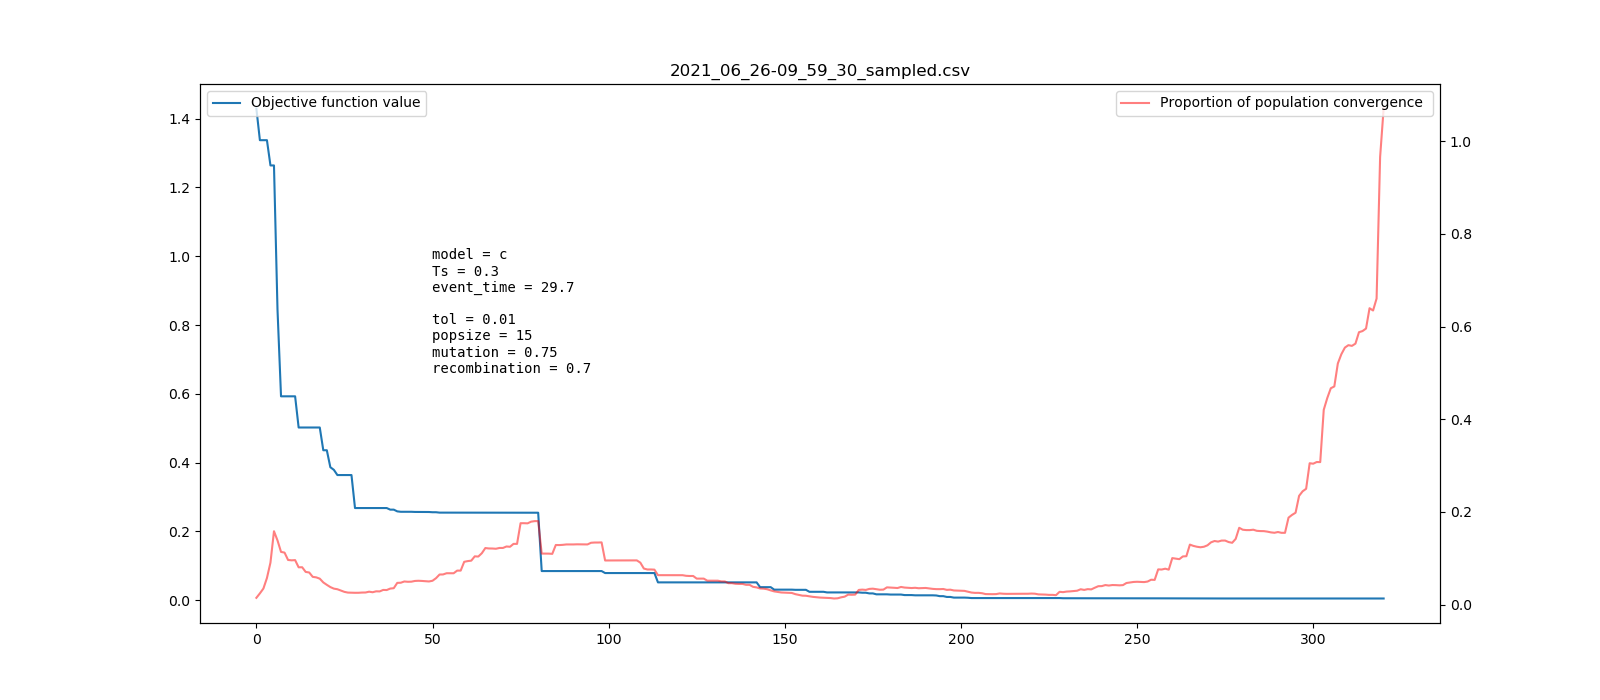 2021_06_26-09_59_30_sampled.csv
Objective function value
Proportion of population convergence
1.4
1.2
1.0
0.8
0.6
0.4
0.2
0.0
model = c
Ts = 0.3
event_time = 29.7
tol = 0.01
popsize = 15
mutation = 0.75
recombination = 0.7
1.0
0.8
0.6
0.4
0.2
0.0
0 50 100 150 200 250 300